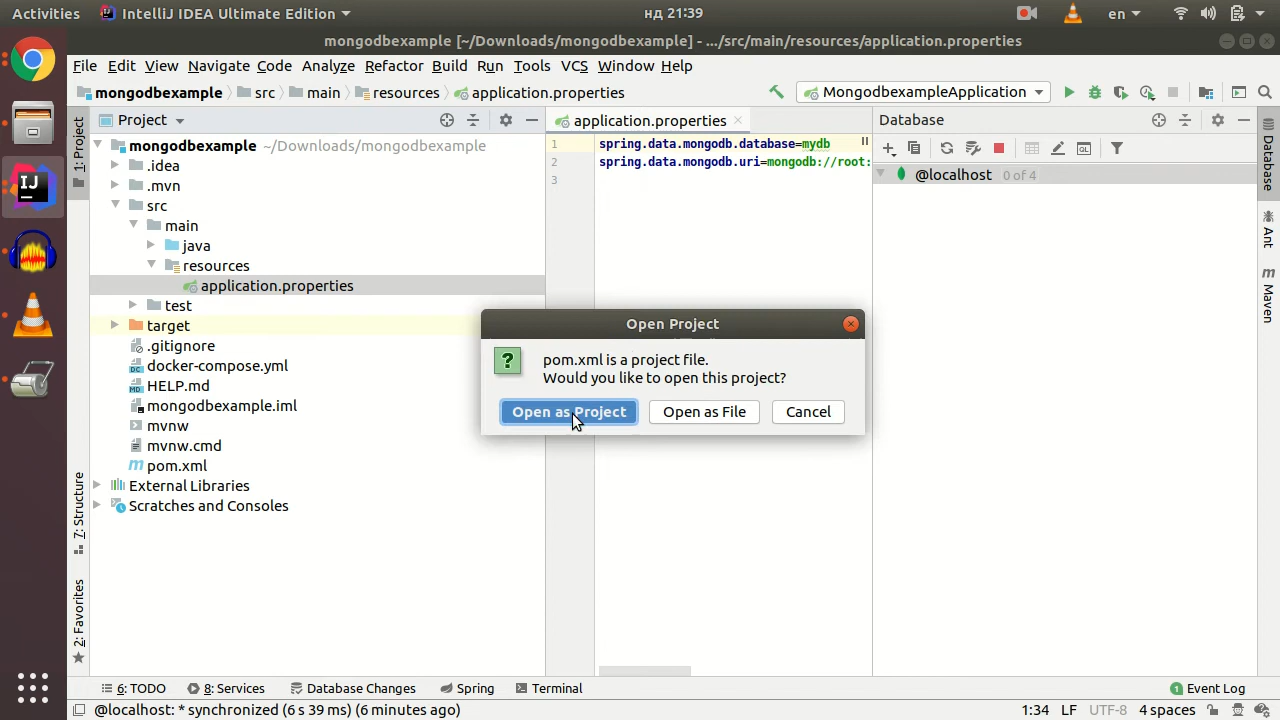 Activities IntelliJ IDEA Ultimate Edition нд 21:39 en
mongodbexample [~/Downloads/mongodbexample] - .../src/main/resources/application.properties
File Edit View Navigate Code Analyze Refactor Build Run Tools VCS Window Help
mongodbexample src main resources application.properties MongodbexampleApplication
1: Project
Project
mongodbexample ~/Downloads/mongodbexample
.idea
.mvn
src
main
java
resources
application.properties
test
target
.gitignore
docker-compose.yml
HELP.md
mongodbexample.iml
mvnw
mvnw.cmd
pom.xml
External Libraries
Scratches and Consoles
7: Structure
2: Favorites
application.properties
1 spring.data.mongodb.database=mydb
2 spring.data.mongodb.uri=mongodb://root:
3
Database
@localhost 0 of 4
Database
Ant
Maven
Open Project
pom.xml is a project file.
Would you like to open this project?
Open as Project Open as File Cancel
6: TODO 8: Services Database Changes Spring Terminal 1 Event Log
@localhost: * synchronized (6 s 39 ms) (6 minutes ago) 1:34 LF UTF-8 4 spaces